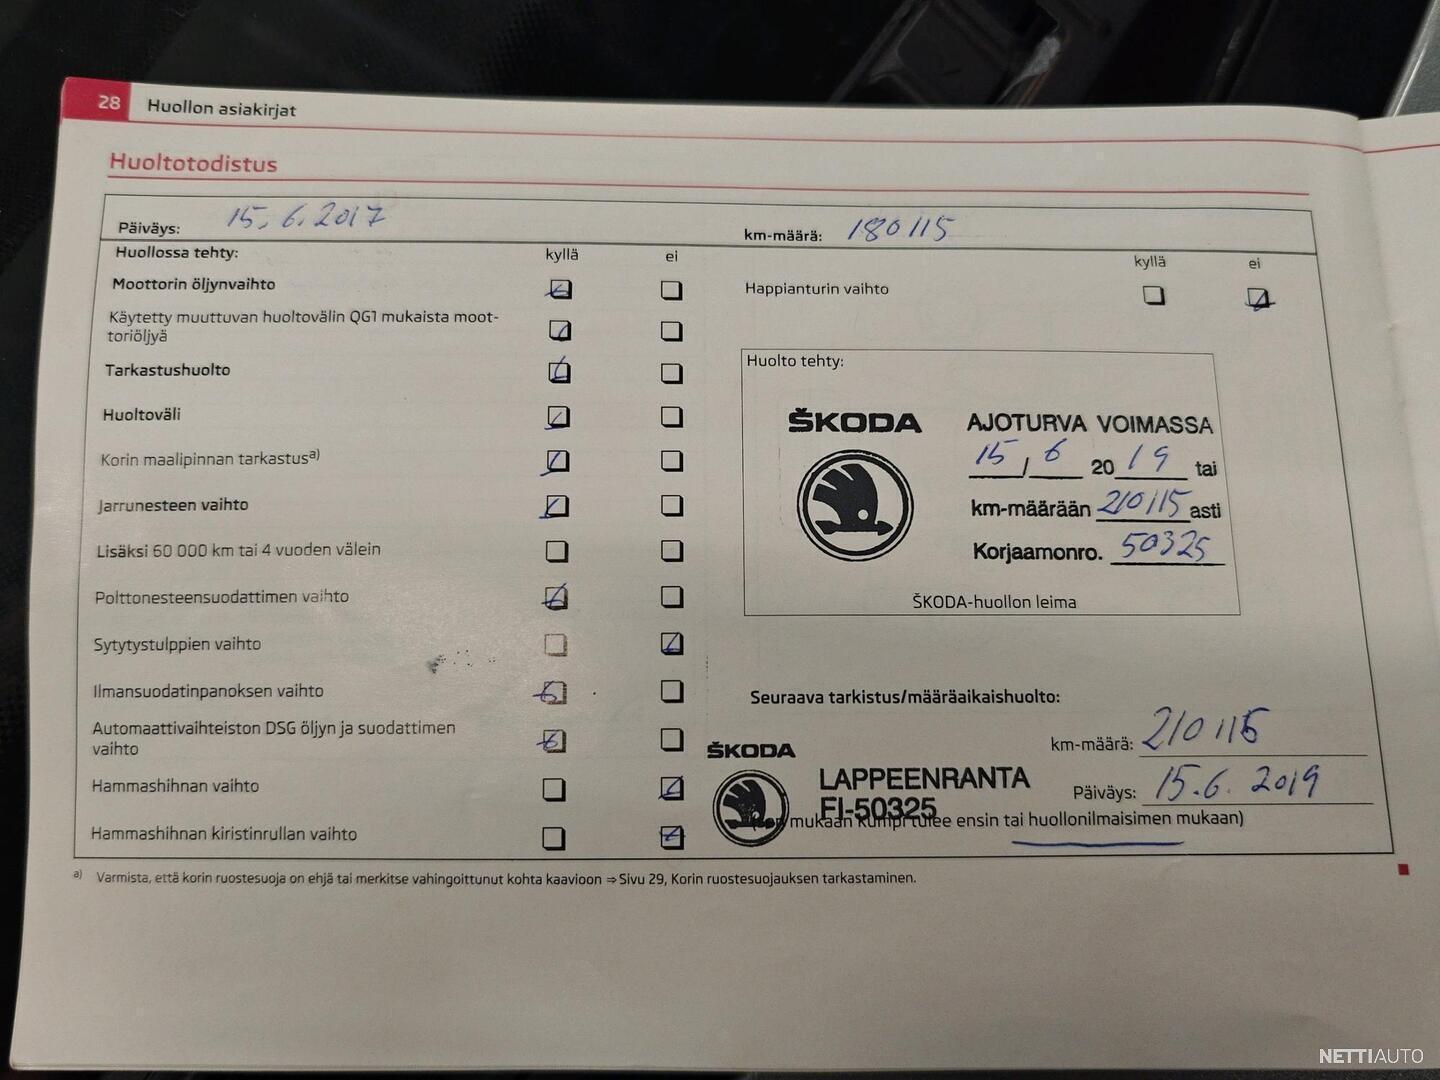 28 Huollon asiakirjat
Huoltotodistus
Päiväys: 15.6.2017 km-määrä: 180115
Huollossa tehty: kyllä ei
kyllä ei
Moottorin öljynvaihto
Happianturin vaihto
Käytetty muuttuvan huoltovälin QG1 mukaista moot-
toriöljyä
Tarkastushuolto
Huoltoväli
Korin maalipinnan tarkastusa)
Jarrunesteen vaihto
Lisäksi 60 000 km tai 4 vuoden välein
Polttonesteensuodattimen vaihto
Sytytystulppien vaihto
Ilmansuodatinpanoksen vaihto
Automaattivaihteiston DSG öljyn ja suodattimen
vaihto
Hammashihnan vaihto
Hammashihnan kiristinrullan vaihto
Huolto tehty:
ŠKODA AJOTURVA VOIMASSA
15/6 2019 tai
km-määrään 210115 asti
Korjaamonro. 50325
ŠKODA-huollon leima
Seuraava tarkistus/määräaikaishuolto:
km-määrä: 210115
Päiväys: 15.6.2019
ŠKODA
LAPPEENRANTA
FI-50325
mukaan kumpi tulee ensin tai huollonilmaisimen mukaan)
a) Varmista, että korin ruostesuoja on ehjä tai merkitse vahingoittunut kohta kaavioon ⇒ Sivu 29, Korin ruostesuojauksen tarkastaminen.
NETTIAUTO